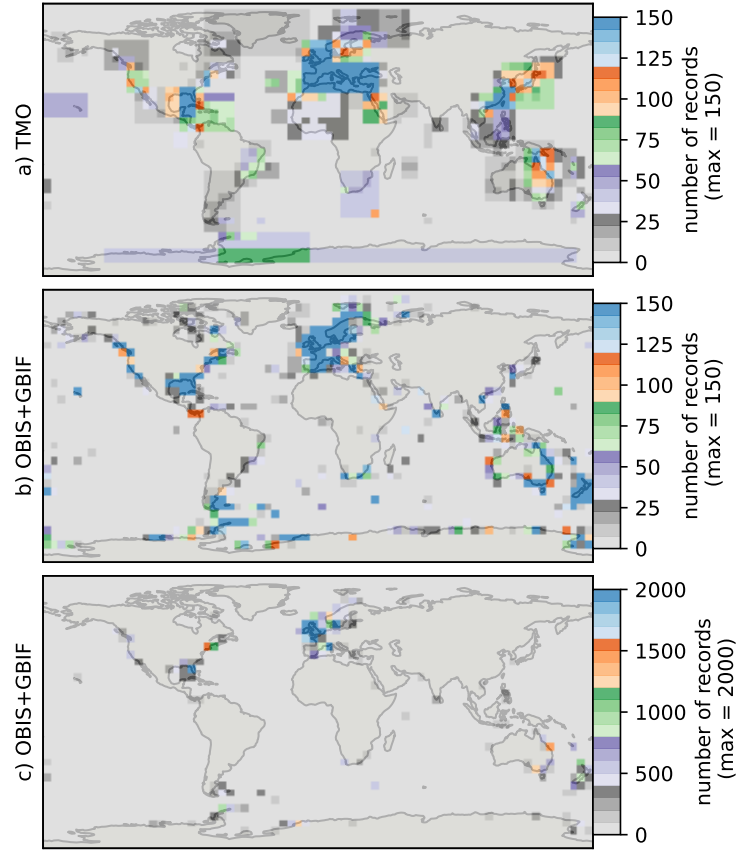 a) TMO
150
125
100
75
50
25
0
number of records
(max = 150)
b) OBIS+GBIF
150
125
100
75
50
25
0
number of records
(max = 150)
c) OBIS+GBIF
2000
1500
1000
500
0
number of records
(max = 2000)